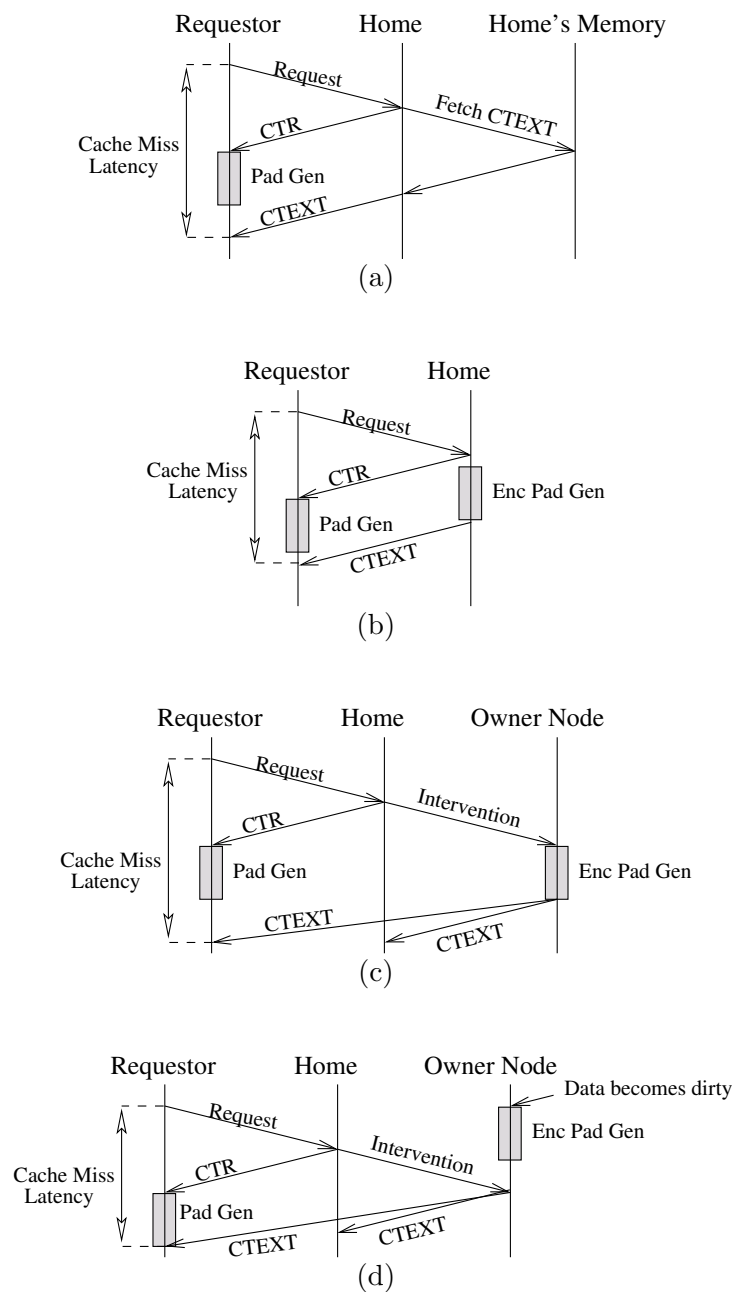 Requestor Home Home's Memory
Request
Fetch CTEXT
CTR
Cache Miss
Latency
Pad Gen
CTEXT
(a)
Requestor Home
Request
Cache Miss
Latency
CTR
Enc Pad Gen
Pad Gen
CTEXT
(b)
Requestor Home Owner Node
Request
Intervention
CTR
Cache Miss
Latency
Pad Gen
Enc Pad Gen
CTEXT
CTEXT
(c)
Requestor Home Owner Node
Data becomes dirty
Request
Enc Pad Gen
Intervention
CTR
Cache Miss
Latency
Pad Gen
CTEXT
CTEXT
(d)